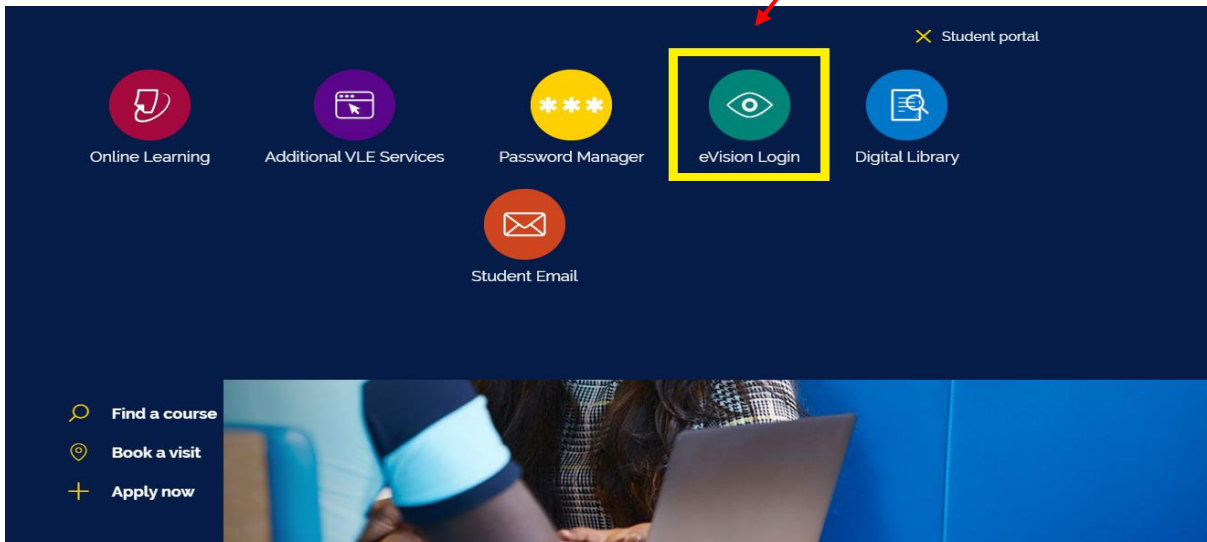 Student portal
Online Learning
Additional VLE Services
***
Password Manager
eVision Login
Digital Library
Student Email
Find a course
Book a visit
Apply now